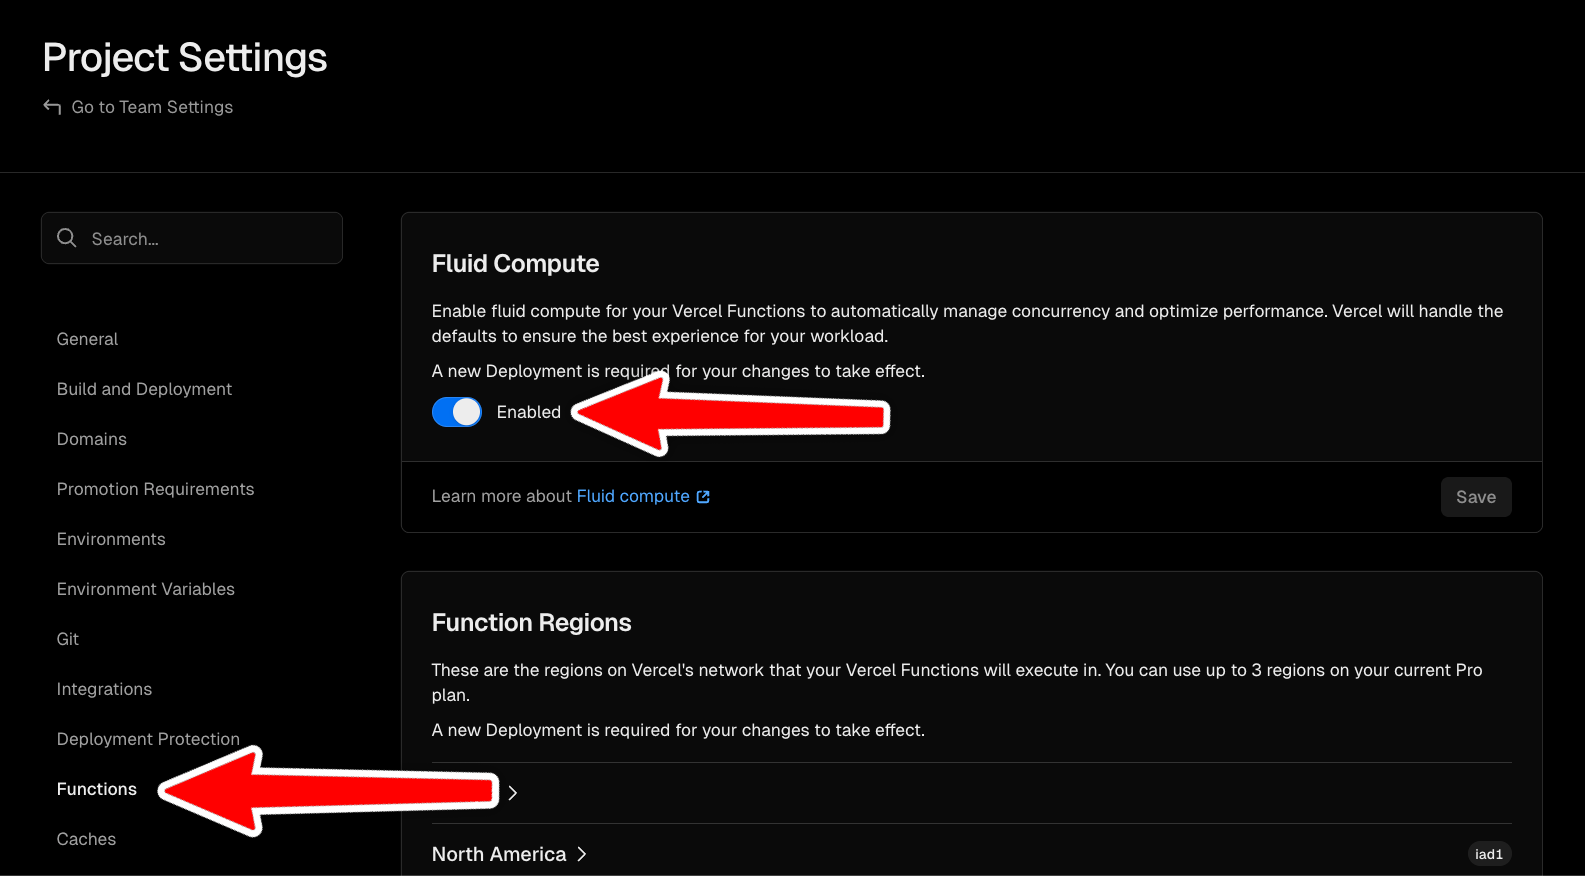 Project Settings
Go to Team Settings
Search...
General
Build and Deployment
Domains
Promotion Requirements
Environments
Environment Variables
Git
Integrations
Deployment Protection
Functions
Caches
Fluid Compute
Enable fluid compute for your Vercel Functions to automatically manage concurrency and optimize performance. Vercel will handle the
defaults to ensure the best experience for your workload.
A new Deployment is required for your changes to take effect.
Enabled
Learn more about Fluid compute
Save
Function Regions
These are the regions on Vercel's network that your Vercel Functions will execute in. You can use up to 3 regions on your current Pro
plan.
A new Deployment is required for your changes to take effect.
North America
iad1